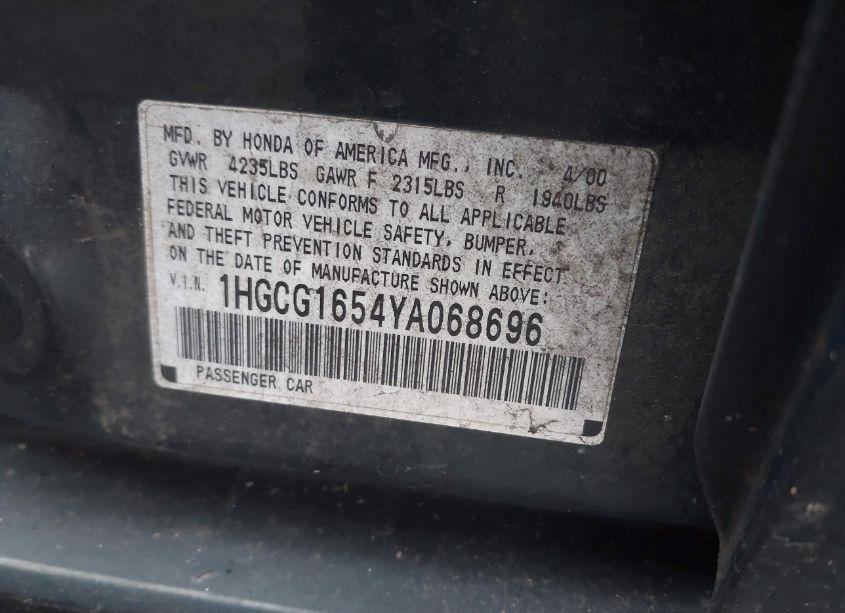 MFD. BY HONDA OF AMERICA MFG., INC. 4/00
GVWR 4235LBS GAWR F 2315LBS R 1940LBS
THIS VEHICLE CONFORMS TO ALL APPLICABLE
FEDERAL MOTOR VEHICLE SAFETY, BUMPER,
AND THEFT PREVENTION STANDARDS IN EFFECT
ON THE DATE OF MANUFACTURE SHOWN ABOVE:
V.I.N. 1HGCG1654YA068696
PASSENGER CAR